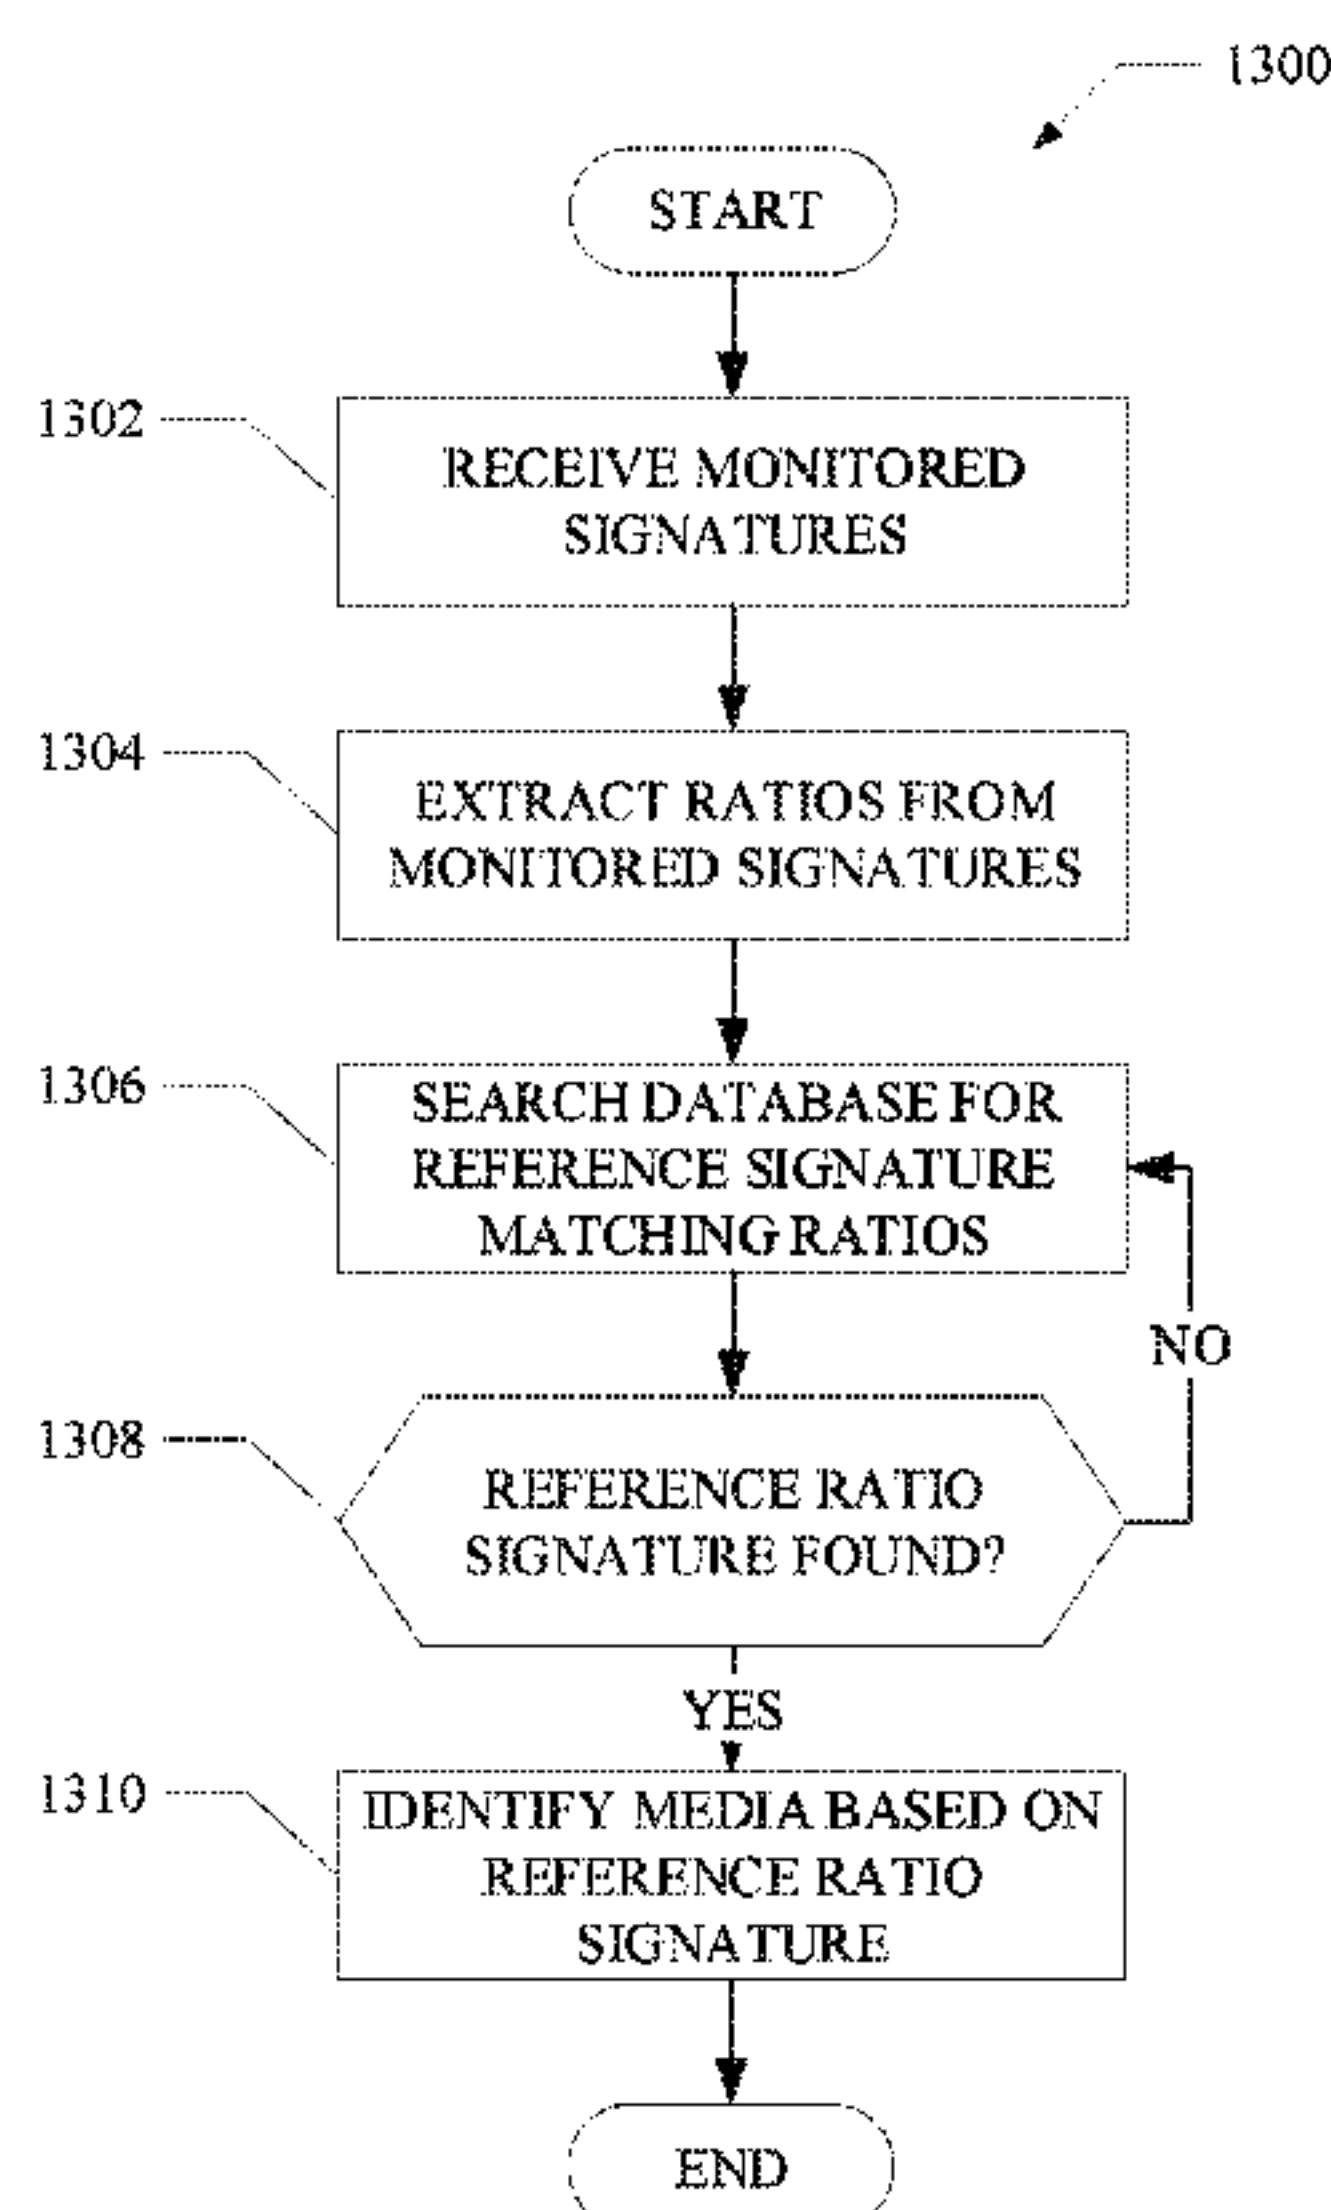 1300
START
1302
RECEIVE MONITORED
SIGNATURES
1304
EXTRACT RATIOS FROM
MONITORED SIGNATURES
1306
SEARCH DATABASE FOR
REFERENCE SIGNATURE
MATCHING RATIOS
NO
1308
REFERENCE RATIO
SIGNATURE FOUND?
YES
1310
IDENTIFY MEDIA BASED ON
REFERENCE RATIO
SIGNATURE
END